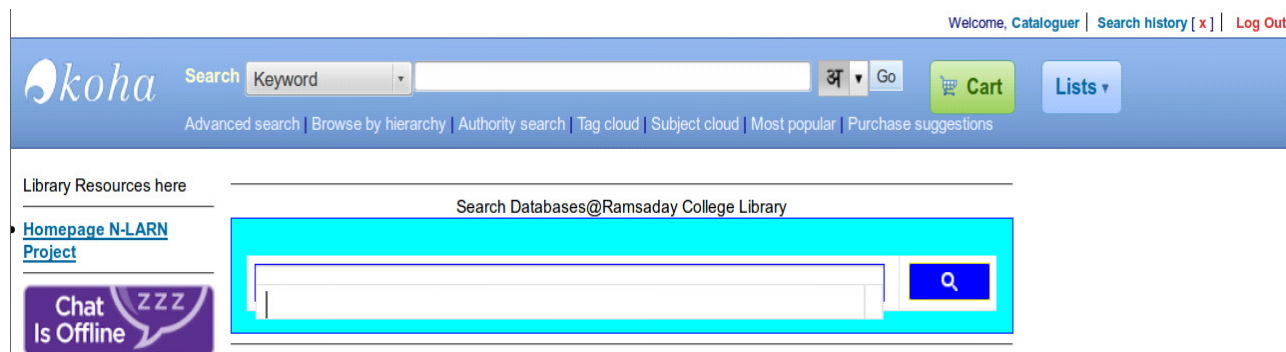 Welcome, Cataloguer | Search history [ x ] | Log Out
koha
Search Keyword अ ▾ Go Cart Lists ▾
Advanced search | Browse by hierarchy | Authority search | Tag cloud | Subject cloud | Most popular | Purchase suggestions
Library Resources here
Search Databases@Ramsaday College Library
Homepage N-LARN
Project
Chat zzz
Is Offline